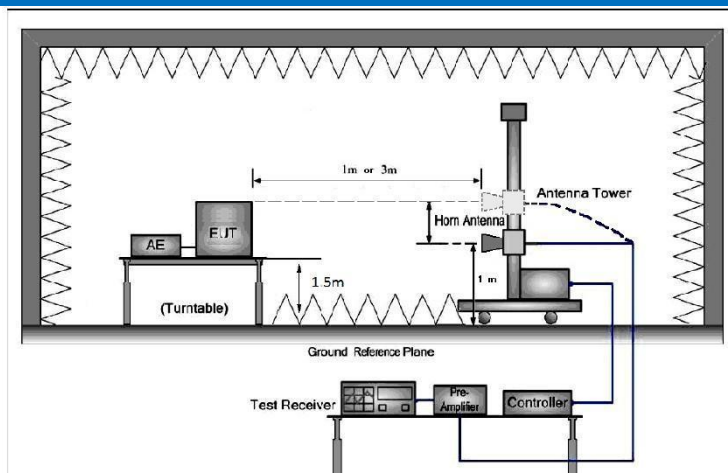 1m or 3m
Antenna Tower
Horn Antenna
AE
EUT
1.5m
1 m
(Turntable)
Ground Reference Plane
Test Receiver
Pre-
Amplifier
Controller